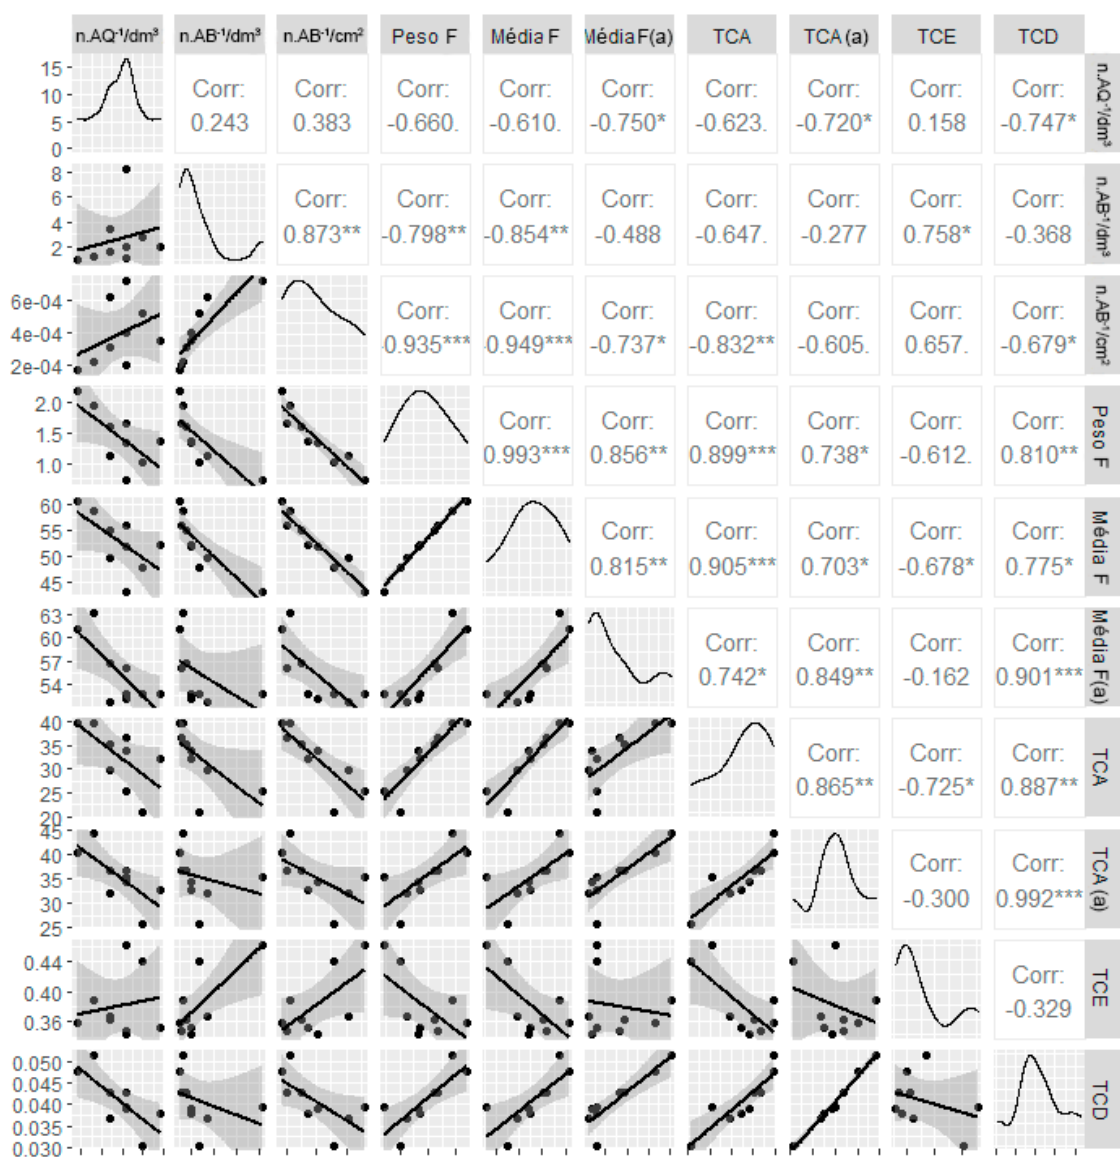 n.AQ⁻¹/dm³ n.AB⁻¹/dm³ n.AB⁻¹/cm² Peso F Média F Média F(a) TCA TCA (a) TCE TCD
15
10
5
0
Corr: Corr: Corr: Corr: Corr: Corr: Corr: Corr: Corr:
0.243 0.383 -0.660. -0.610. -0.750* -0.623. -0.720* 0.158 -0.747*
n.AQ⁻¹/dm³
8
6
4
2
Corr: Corr: Corr: Corr: Corr: Corr: Corr: Corr:
0.873** -0.798** -0.854** -0.488 -0.647. -0.277 0.758* -0.368
n.AB⁻¹/dm³
6e-04
4e-04
2e-04
Corr: Corr: Corr: Corr: Corr: Corr: Corr:
-0.935*** -0.949*** -0.737* -0.832** -0.605. 0.657. -0.679*
n.AB⁻¹/cm²
2.0
1.5
1.0
Corr: Corr: Corr: Corr: Corr: Corr:
0.993*** 0.856** 0.899*** 0.738* -0.612. 0.810**
Peso F
60
55
50
45
Corr: Corr: Corr: Corr: Corr:
0.815** 0.905*** 0.703* -0.678* 0.775*
Média F
63
60
57
54
Corr: Corr: Corr: Corr:
0.742* 0.849** -0.162 0.901***
Média F(a)
40
35
30
25
20
Corr: Corr: Corr:
0.865** -0.725* 0.887**
TCA
45
40
35
30
25
Corr: Corr:
-0.300 0.992***
TCA (a)
0.44
0.40
0.36
Corr:
-0.329
TCE
0.050
0.045
0.040
0.035
0.030
TCD